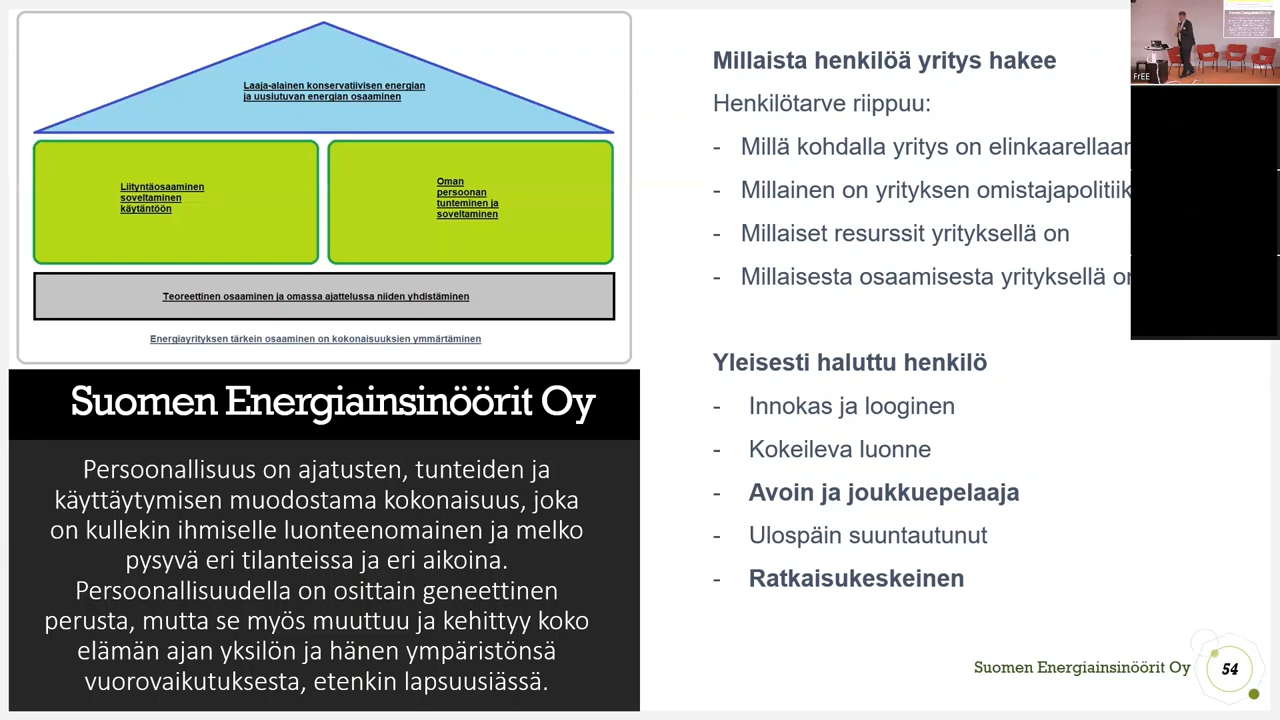 Laaja-alainen konservatiivisen energian
ja uusiutuvan energian osaaminen
Liityntäosaaminen
soveltaminen
käytäntöön
Oman
persoonan
tunteminen ja
soveltaminen
Teoreettinen osaaminen ja omassa ajattelussa niiden yhdistäminen
Energiayrityksen tärkein osaaminen on kokonaisuuksien ymmärtäminen
Suomen Energiainsinöörit Oy
Persoonallisuus on ajatusten, tunteiden ja
käyttäytymisen muodostama kokonaisuus, joka
on kullekin ihmiselle luonteenomainen ja melko
pysyvä eri tilanteissa ja eri aikoina.
Persoonallisuudella on osittain geneettinen
perusta, mutta se myös muuttuu ja kehittyy koko
elämän ajan yksilön ja hänen ympäristönsä
vuorovaikutuksesta, etenkin lapsuusiässä.
Millaista henkilöä yritys hakee
Henkilötarve riippuu:
- Millä kohdalla yritys on elinkaarellaan
- Millainen on yrityksen omistajapolitiik
- Millaiset resurssit yrityksellä on
- Millaisesta osaamisesta yrityksellä on
Yleisesti haluttu henkilö
- Innokas ja looginen
- Kokeileva luonne
- Avoin ja joukkuepelaaja
- Ulospäin suuntautunut
- Ratkaisukeskeinen
Suomen Energiainsinöörit Oy
54
FrEE